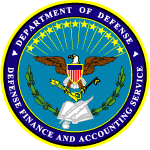 DEPARTMENT OF DEFENSE
DEFENSE FINANCE AND ACCOUNTING SERVICE